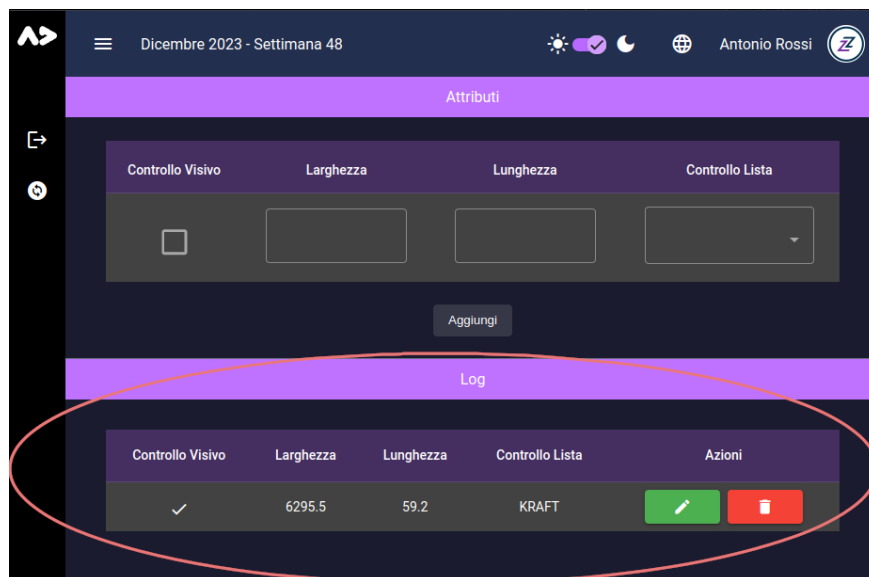 Dicembre 2023 - Settimana 48
Antonio Rossi
Attributi
Controllo Visivo Larghezza Lunghezza Controllo Lista
Aggiungi
Log
Controllo Visivo Larghezza Lunghezza Controllo Lista Azioni
6295.5 59.2 KRAFT